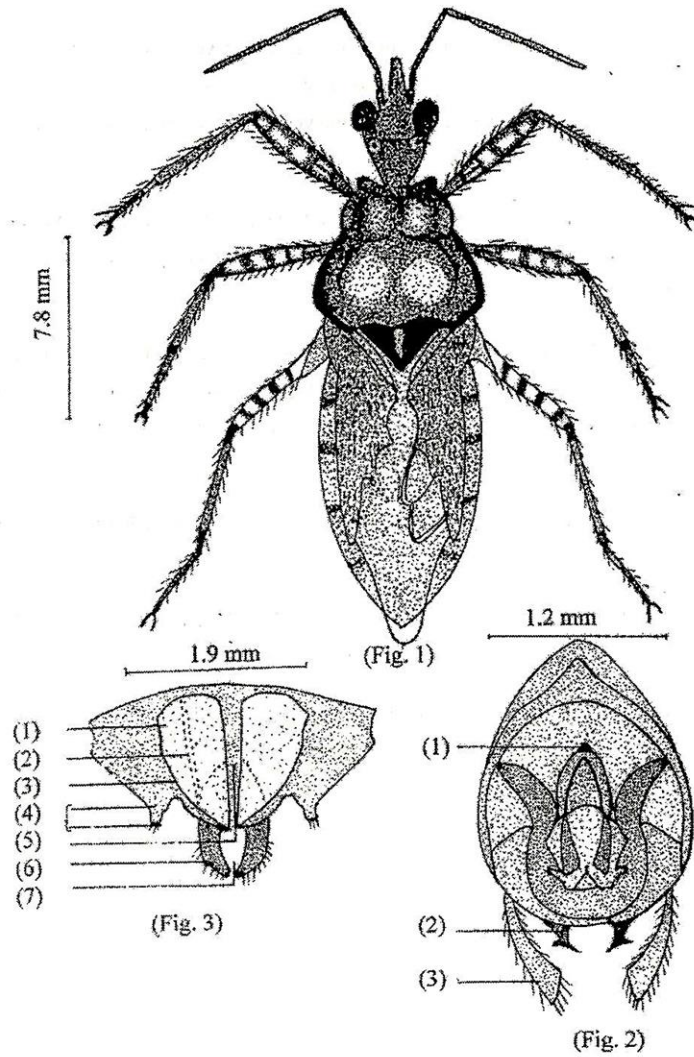 7.8 mm
(Fig. 1)
1.9 mm
(1)
(2)
(3)
(4)
(5)
(6)
(7)
(Fig. 3)
1.2 mm
(1)
(2)
(3)
(Fig. 2)